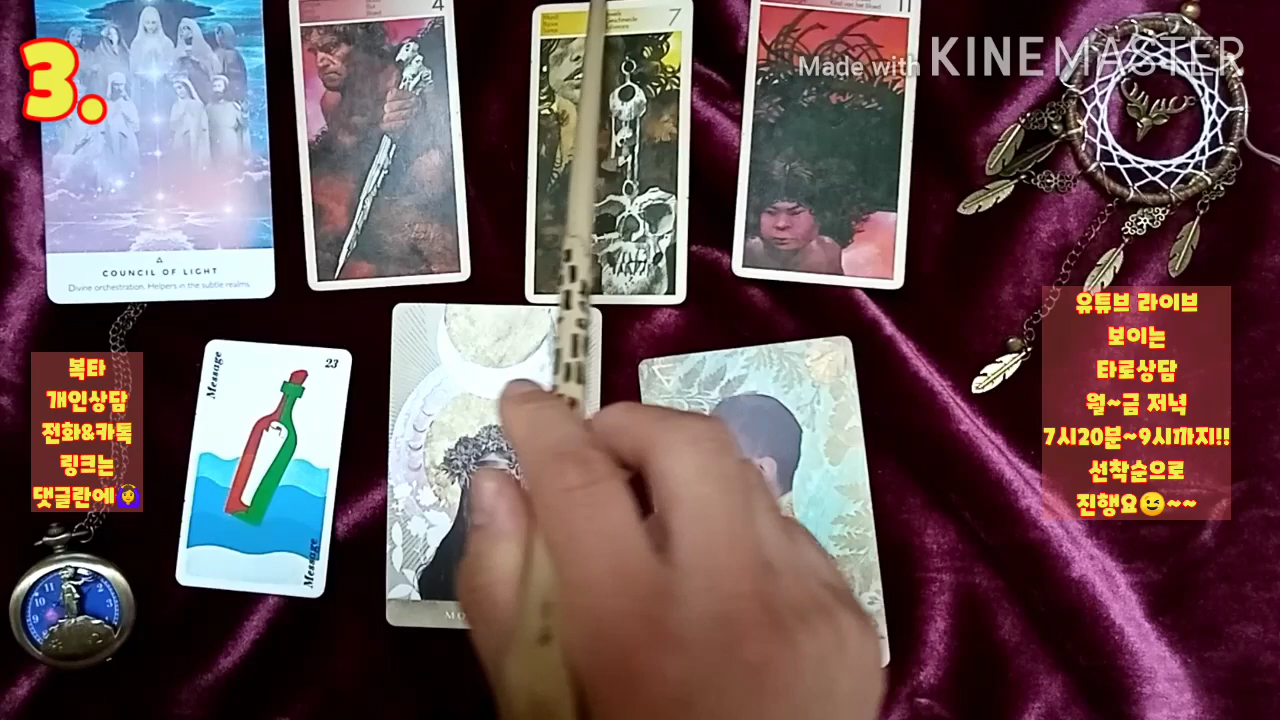 3.
4
7
11
Made with KINEMASTER
COUNCIL OF LIGHT
Divine orchestration. Helpers in the subtle realms.
Message
23
Message
복타
개인상담
전화&카톡
링크는
댓글란에🙆‍♀️
유튜브 라이브
보이는
타로상담
월~금 저녁
7시20분~9시까지!!
선착순으로
진행요😉~~